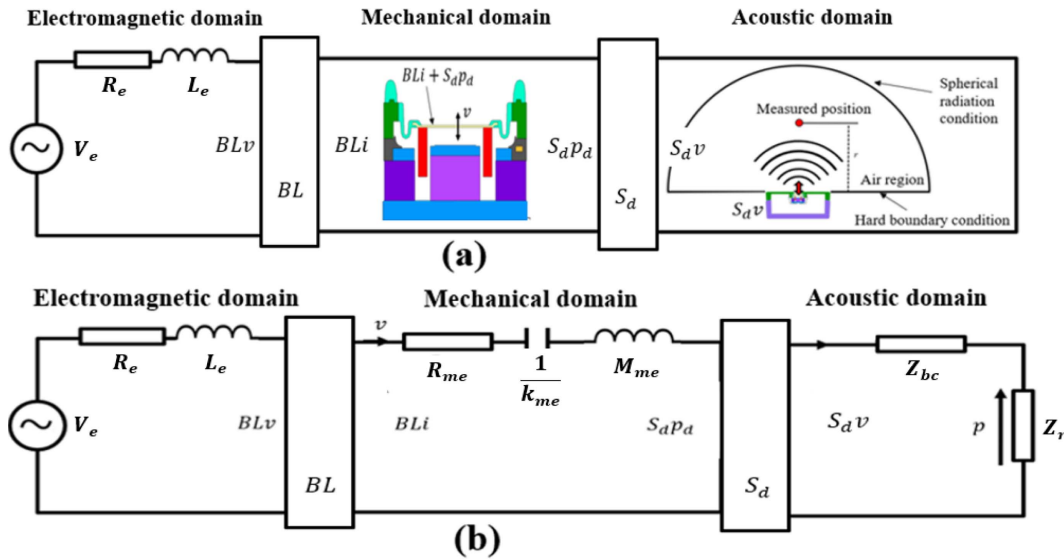 Electromagnetic domain Mechanical domain Acoustic domain
R_e L_e
V_e
BLv
BL
BLi + S_d p_d
v
BLi
S_d p_d
S_d
Spherical
radiation
condition
Measured position
S_d v
r
Air region
S_d v
Hard boundary condition
(a)
Electromagnetic domain Mechanical domain Acoustic domain
R_e L_e
V_e
BLv
BL
v
R_me
1
k_me
M_me
BLi
S_d p_d
S_d
Z_bc
S_d v
p
(b)